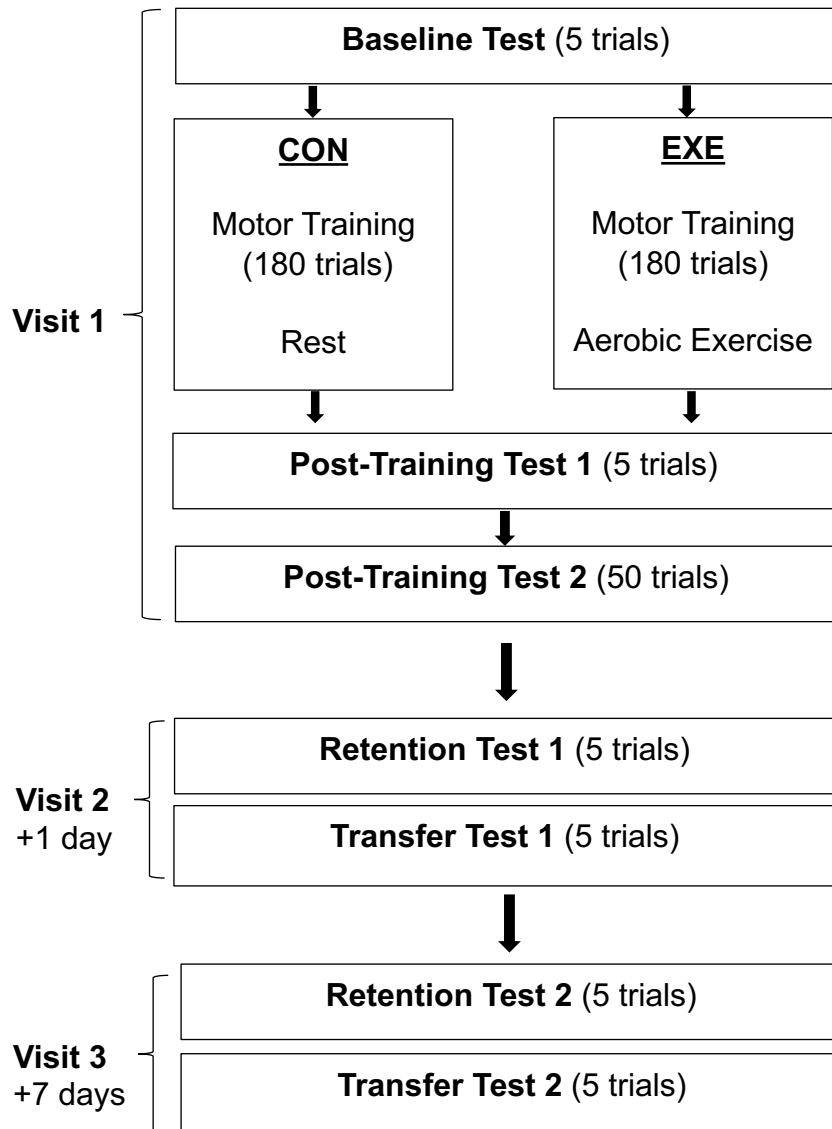 Baseline Test (5 trials)
CON
Motor Training
(180 trials)
Rest
EXE
Motor Training
(180 trials)
Aerobic Exercise
Visit 1
Post-Training Test 1 (5 trials)
Post-Training Test 2 (50 trials)
Retention Test 1 (5 trials)
Visit 2
+1 day
Transfer Test 1 (5 trials)
Retention Test 2 (5 trials)
Visit 3
+7 days
Transfer Test 2 (5 trials)